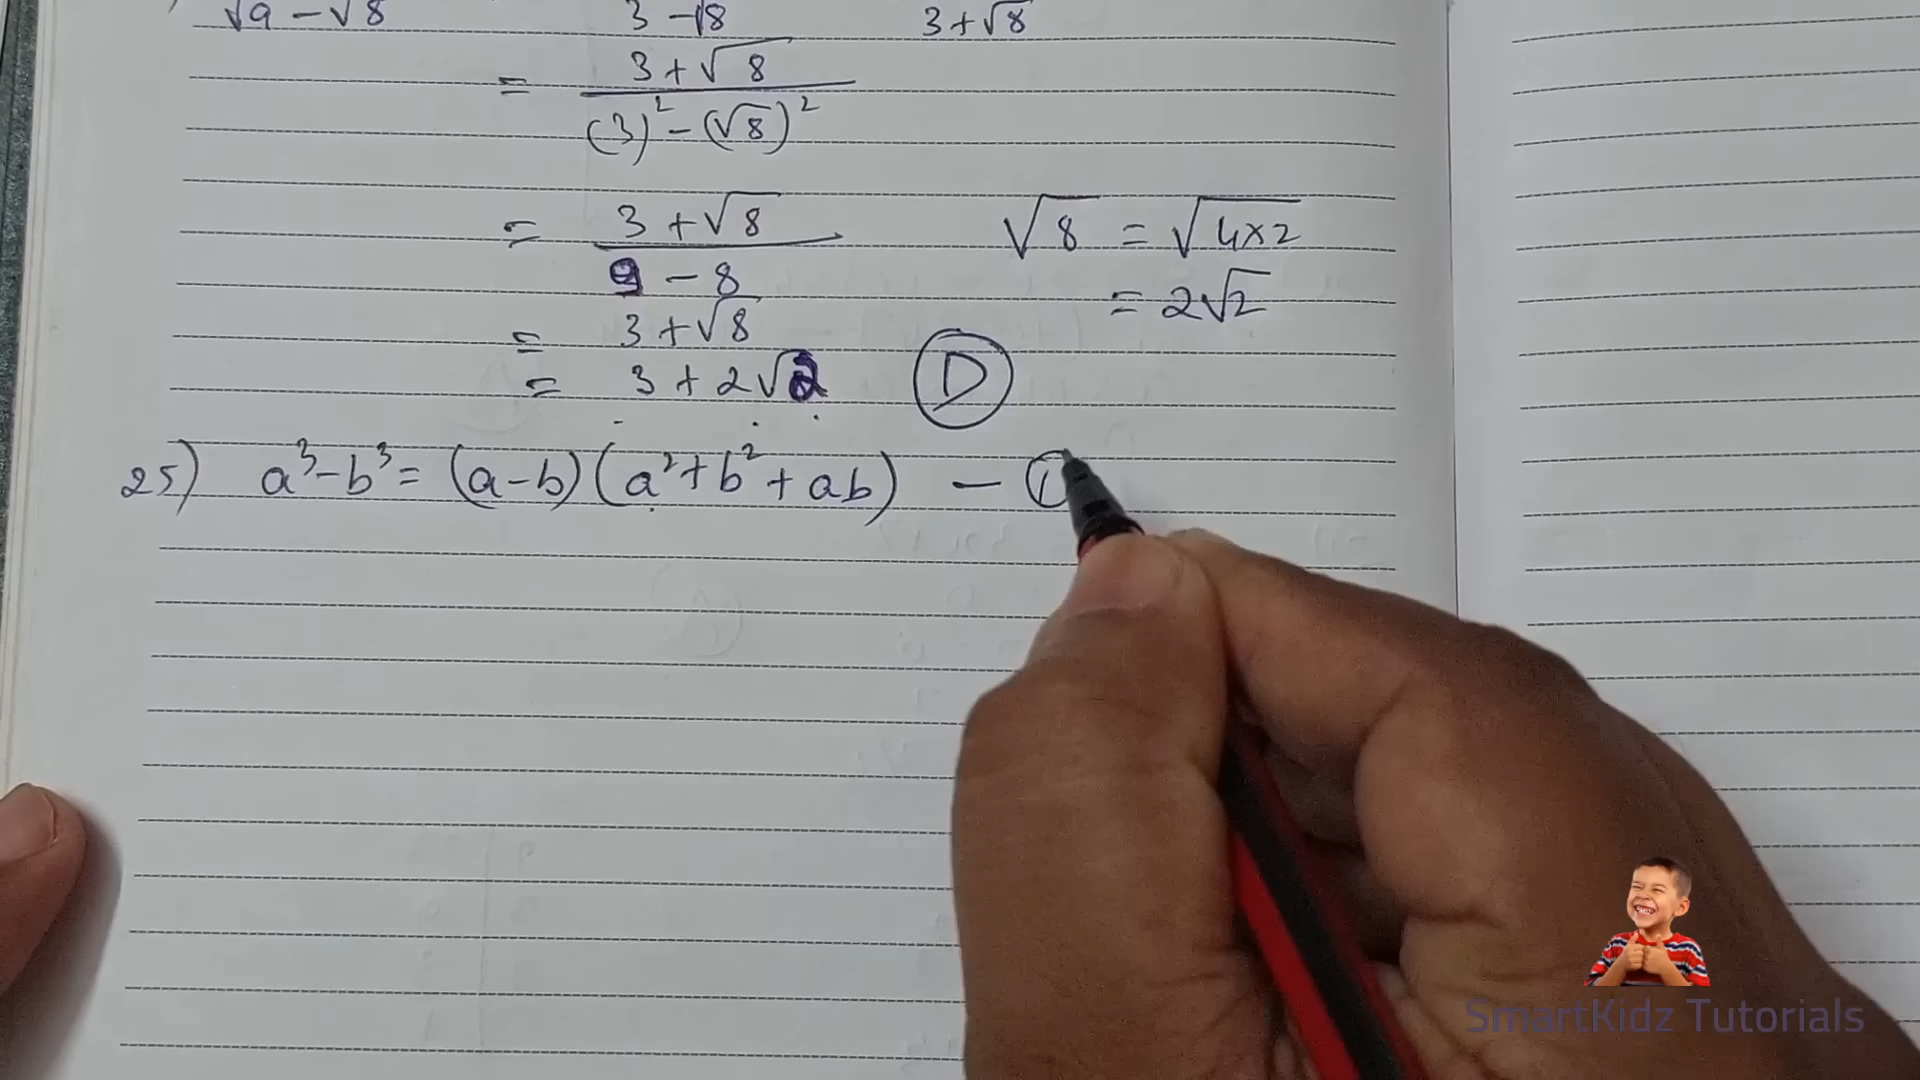 √9 - √8 3 - √8 3 + √8
= 3 + √8
(3)² - (√8)²
= 3 + √8 √8 = √4×2
9 - 8 = 2√2
= 3 + √8
= 3 + 2√2 D
25) a³-b³ = (a-b)(a²+b²+ab) - ①
SmartKidz Tutorials